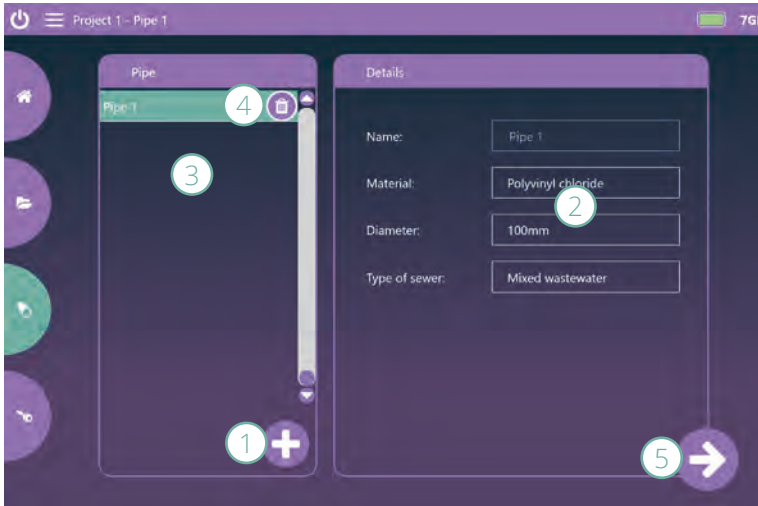 Project 1 - Pipe 1
7G
Pipe
Details
Pipe 1
4
3
Name: Pipe 1
Material: Polyvinyl chloride
2
Diameter: 100mm
Type of sewer: Mixed wastewater
1
5